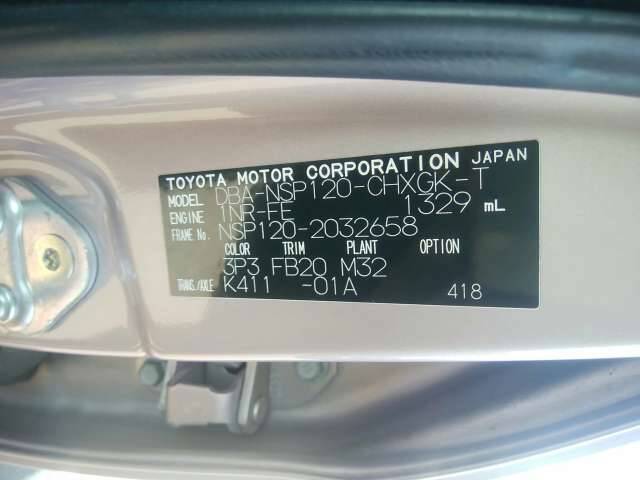 TOYOTA MOTOR CORPORATION JAPAN
MODEL DBA-NSP120-CHXGK-T
ENGINE 1NR-FE 1329 mL
FRAME No. NSP120-2032658
COLOR TRIM PLANT OPTION
3P3 FB20 M32
TRANS./AXLE K411 -01A 418